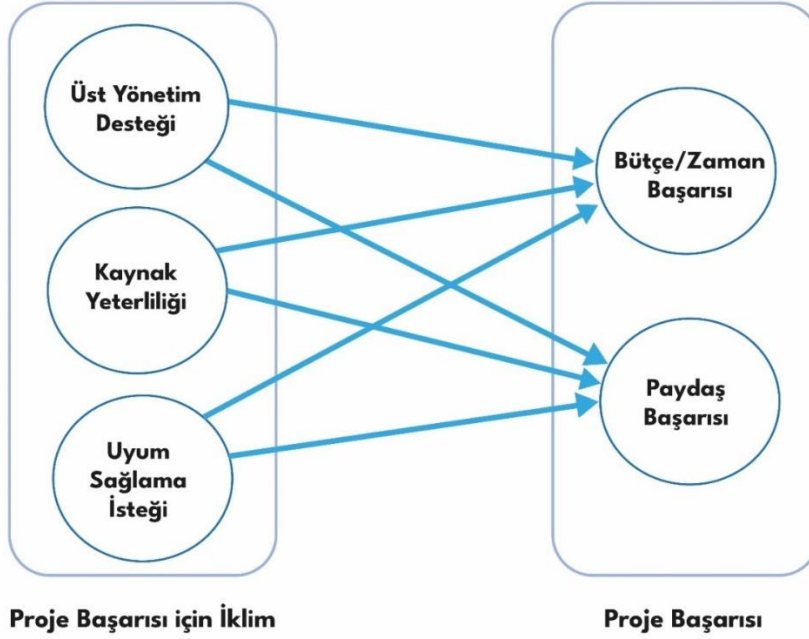 Üst Yönetim
Desteği
Kaynak
Yeterliliği
Uyum
Sağlama
İsteği
Proje Başarısı için İklim
Bütçe/Zaman
Başarısı
Paydaş
Başarısı
Proje Başarısı